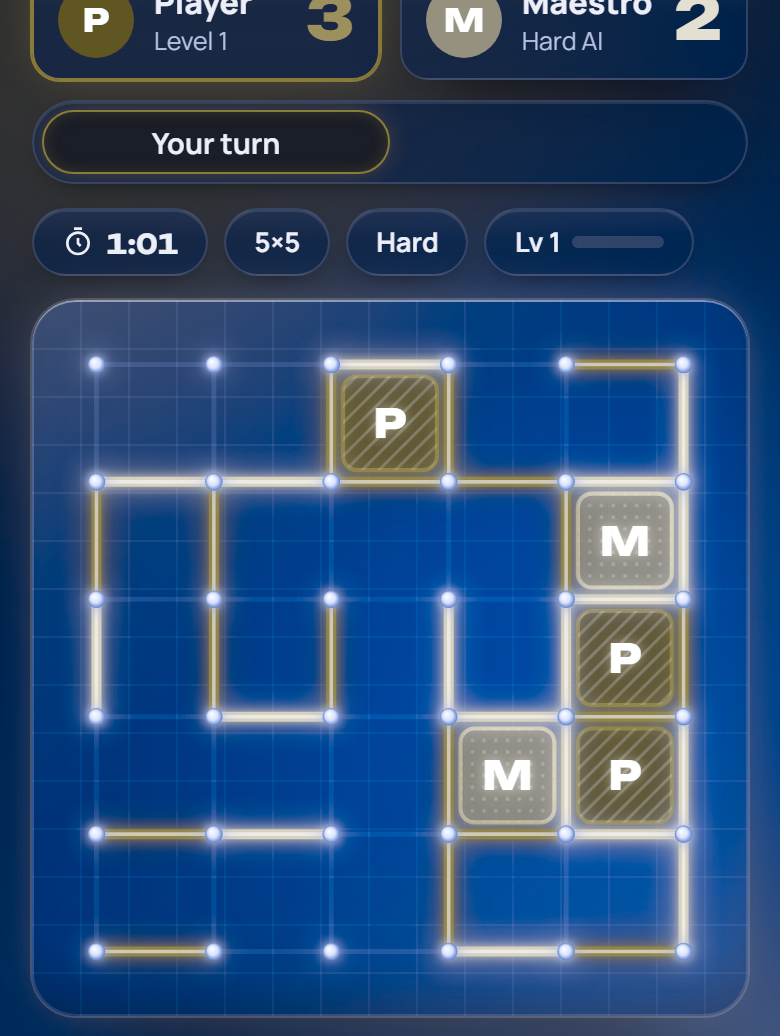 P
Player
Level 1
3
M
Maestro
Hard AI
2
Your turn
1:01
5×5
Hard
Lv 1
P
M
P
M
P